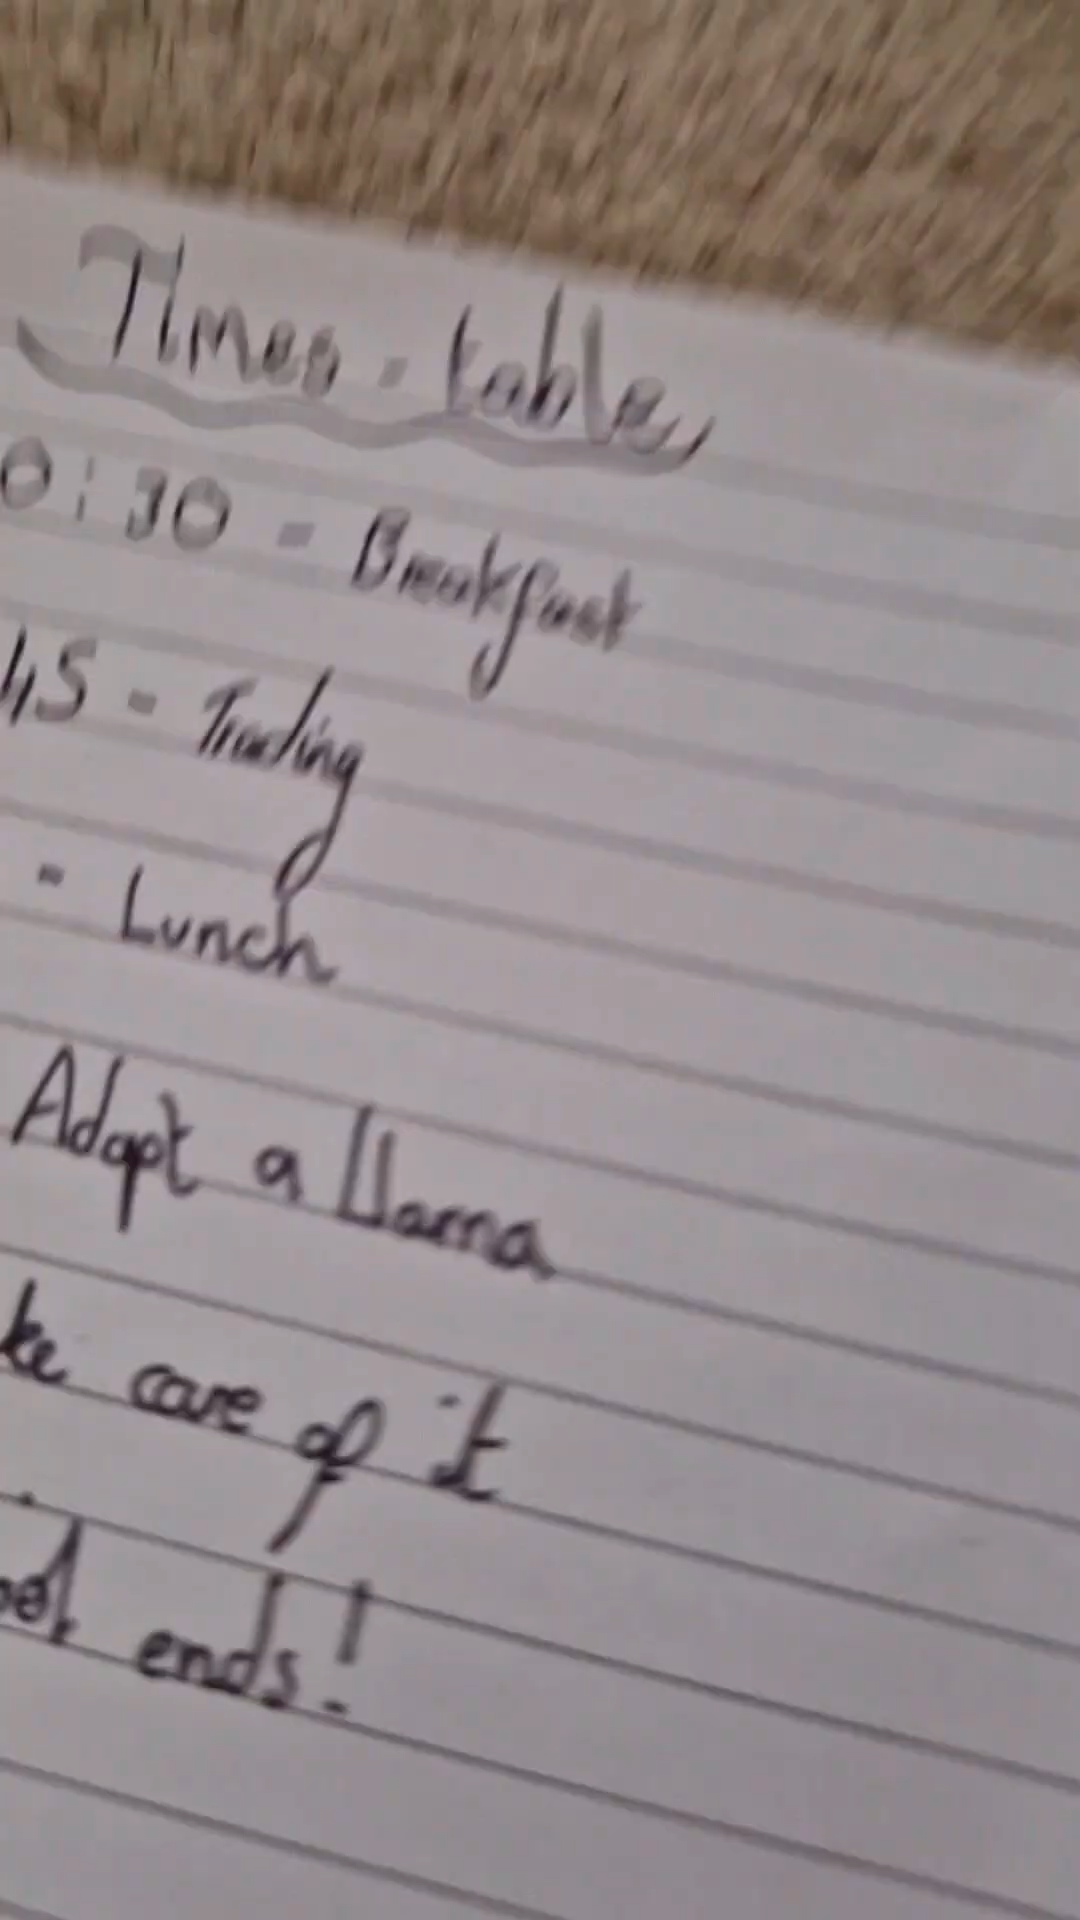 Times-table
0:30 - Breakfast
45 - Trading
- Lunch
Adopt a llama
ke care of it
ends!